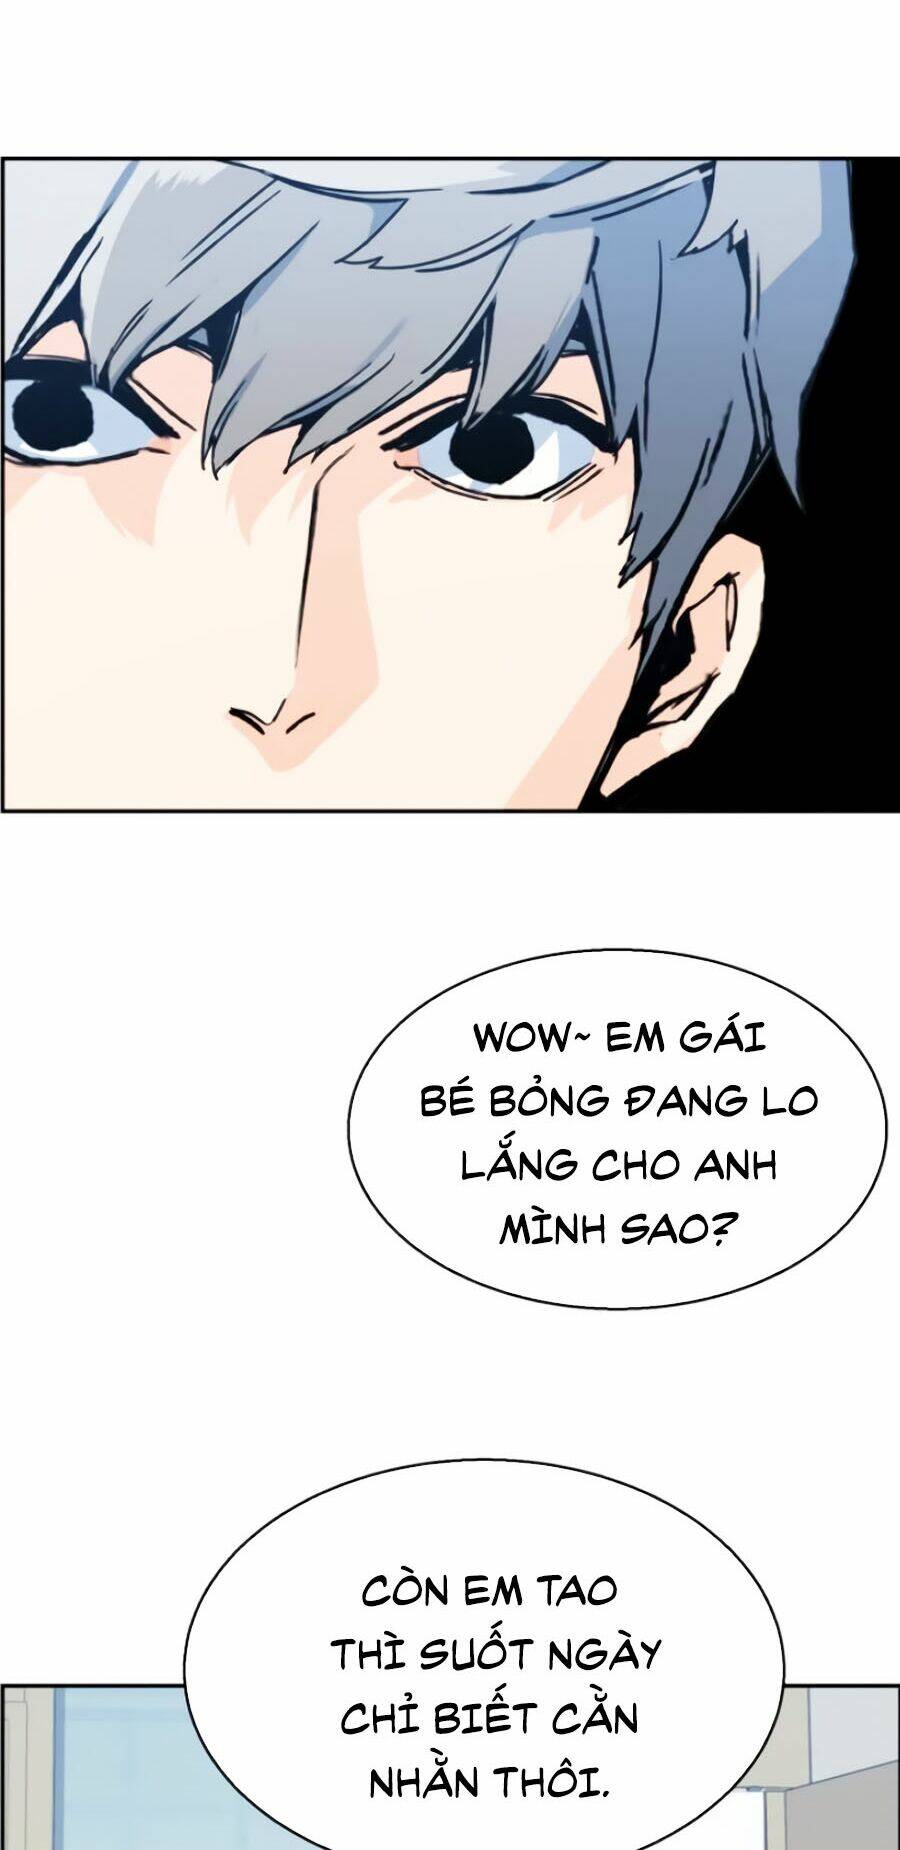 WOW~ EM GÁI
BÉ BỎNG ĐANG LO
LẮNG CHO ANH
MÌNH SAO?
CÒN EM TAO
THÌ SUỐT NGÀY
CHỈ BIẾT CẰN
NHẰN THÔI.